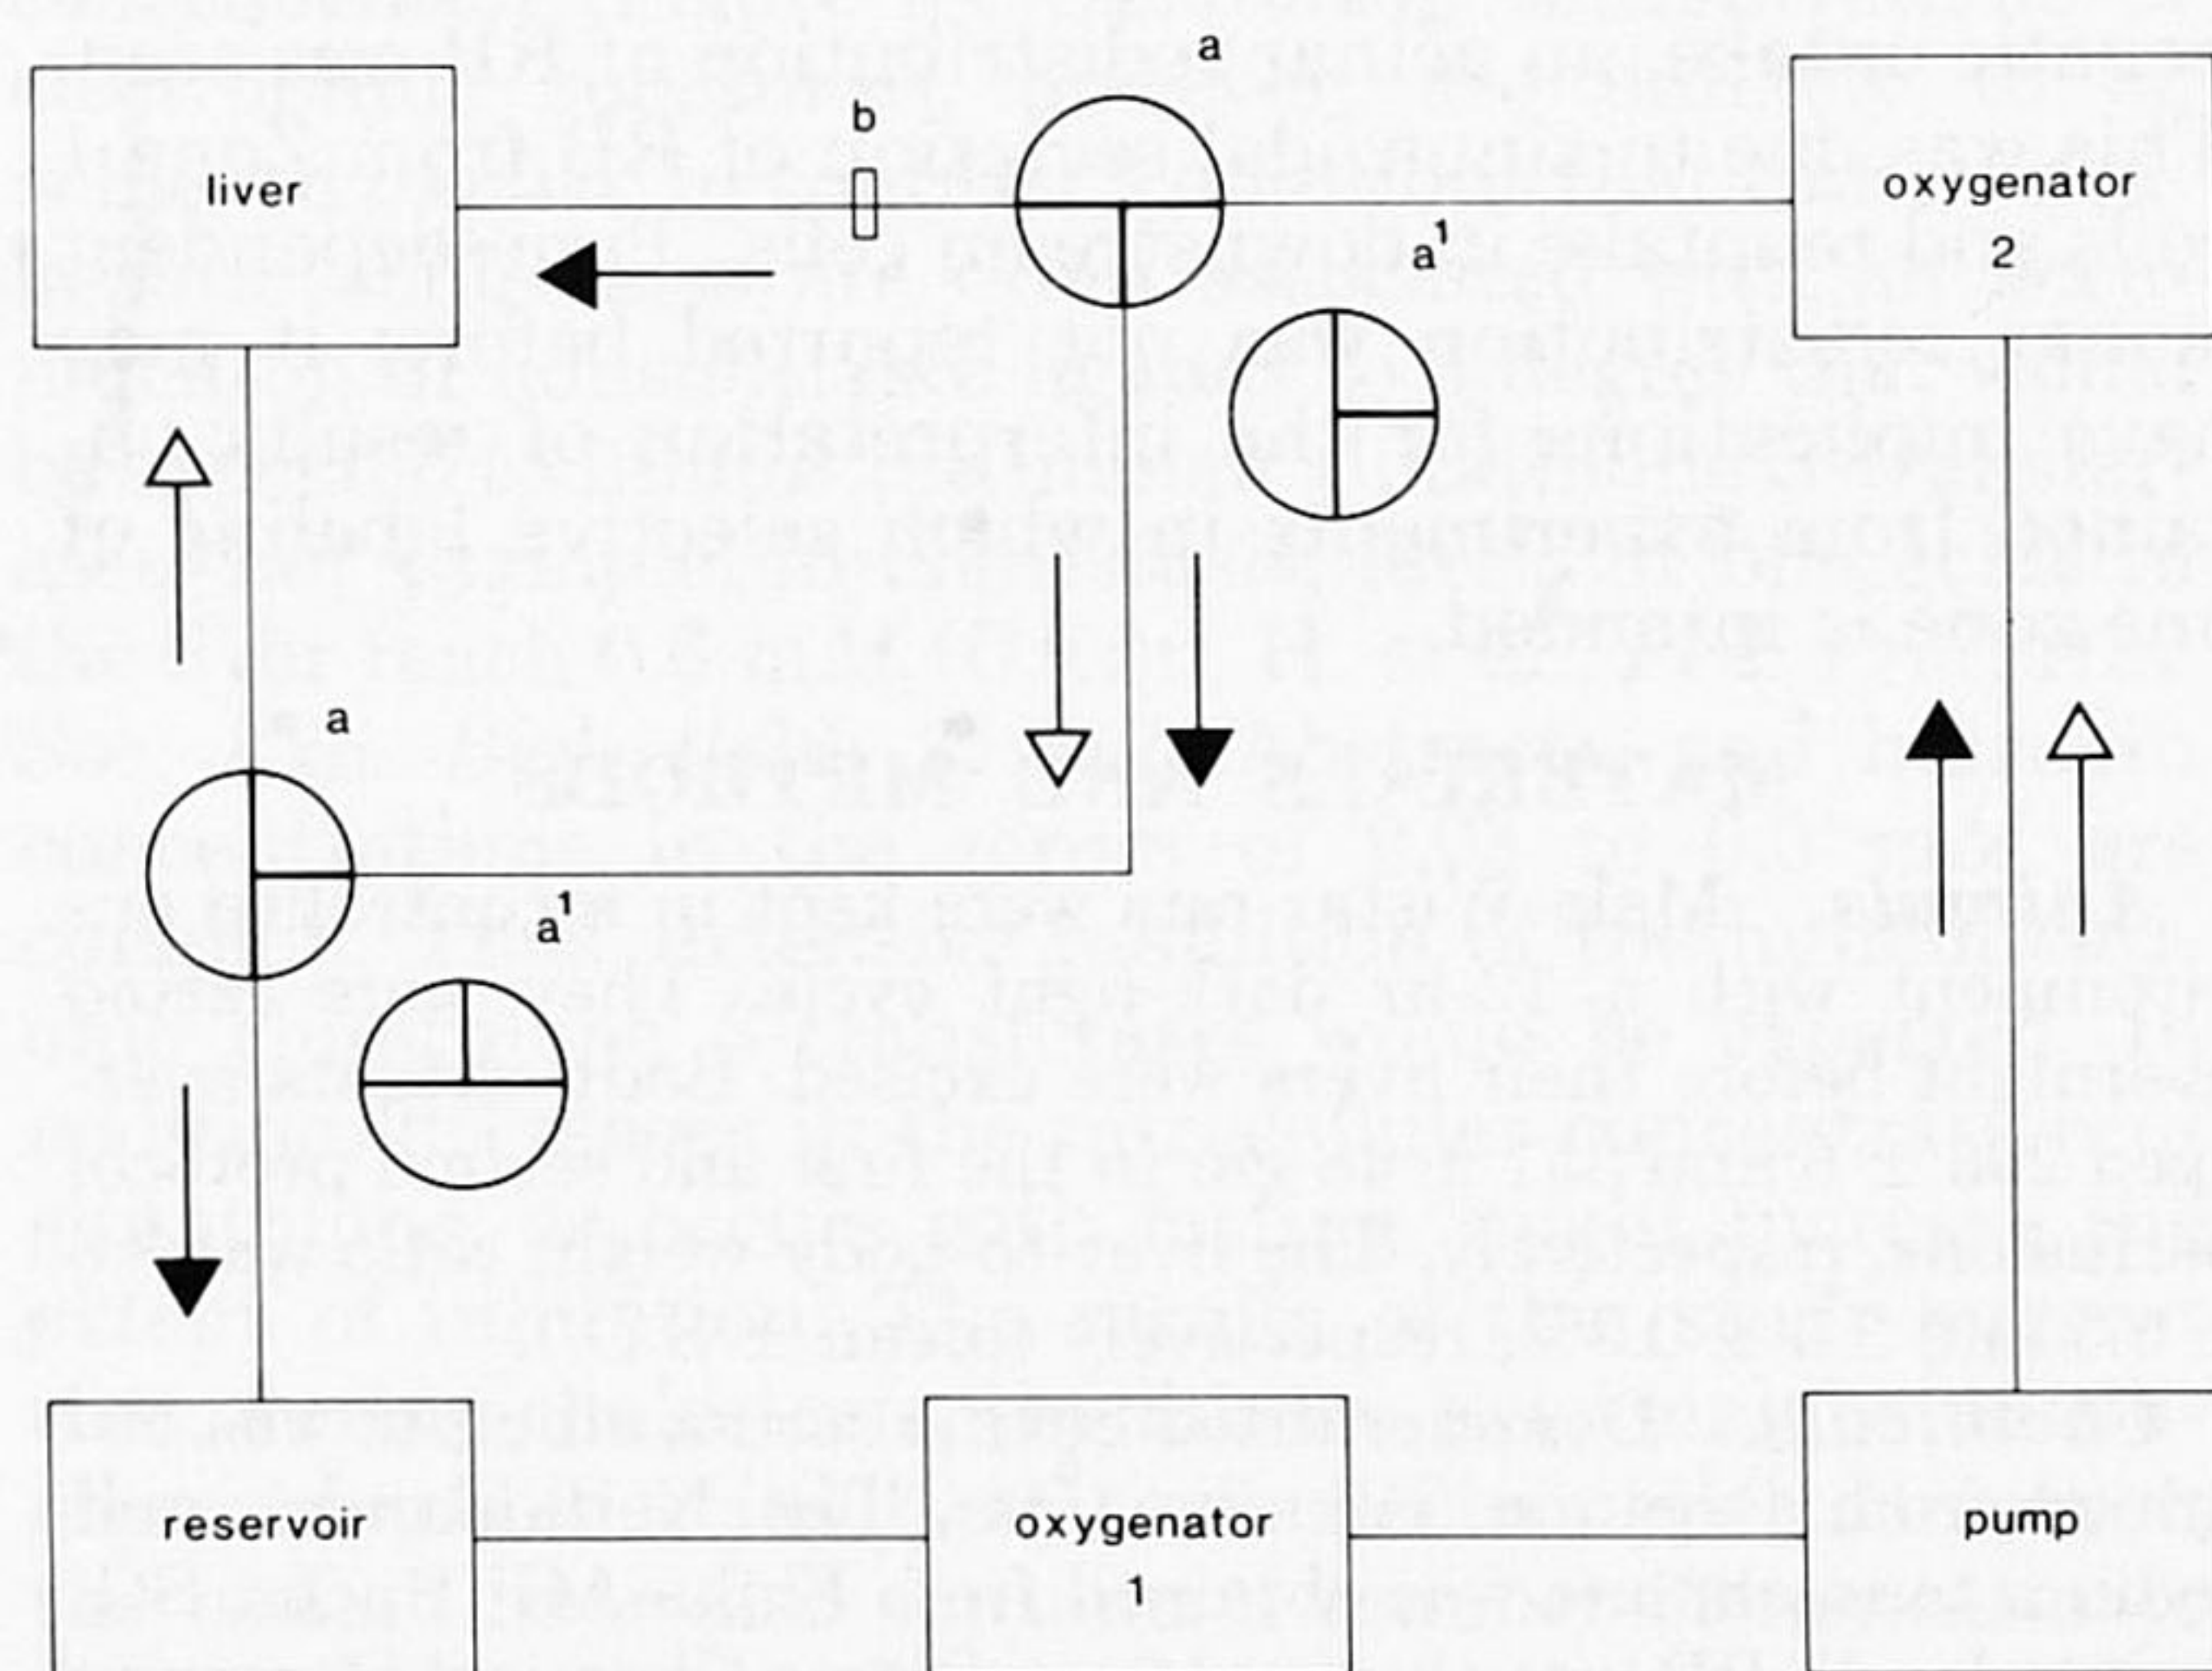 a
b
liver
oxygenator
2
a¹
a
a¹
reservoir
oxygenator
1
pump